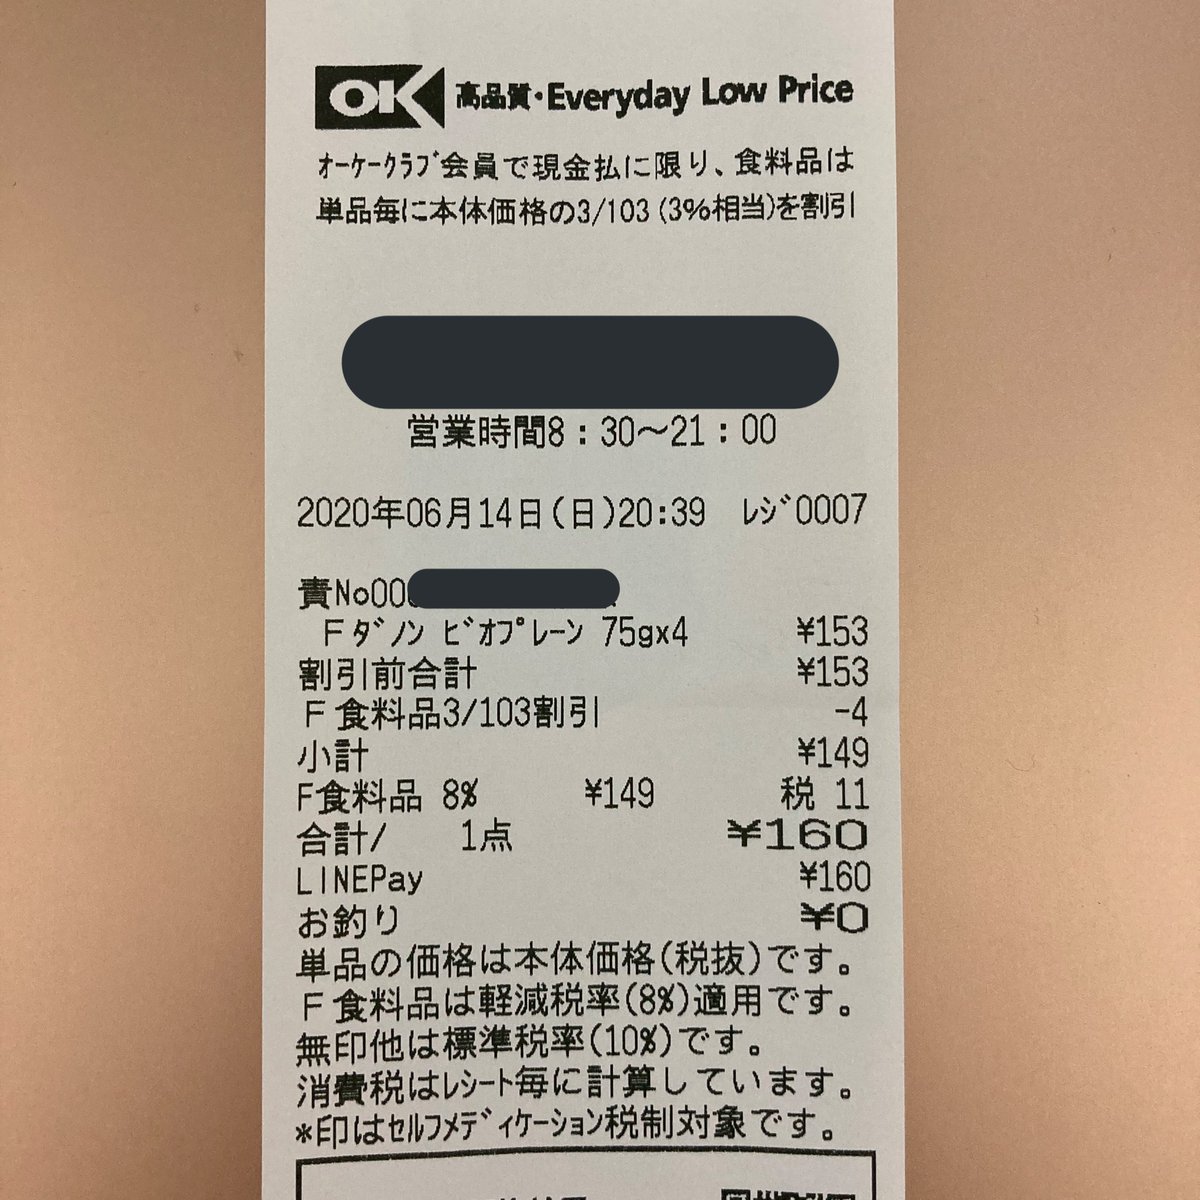 OK 高品質・Everyday Low Price
オーケークラブ会員で現金払に限り、食料品は
単品毎に本体価格の3/103(3%相当)を割引
営業時間8:30~21:00
2020年06月14日(日)20:39 レジ0007
責No00
Fダノン ビオプレーン 75gx4 ¥153
割引前合計 ¥153
F食料品3/103割引 -4
小計 ¥149
F食料品 8% ¥149 税 11
合計/ 1点 ¥160
LINEPay ¥160
お釣り ¥0
単品の価格は本体価格(税抜)です。
F食料品は軽減税率(8%)適用です。
無印他は標準税率(10%)です。
消費税はレシート毎に計算しています。
*印はセルフメディケーション税制対象です。